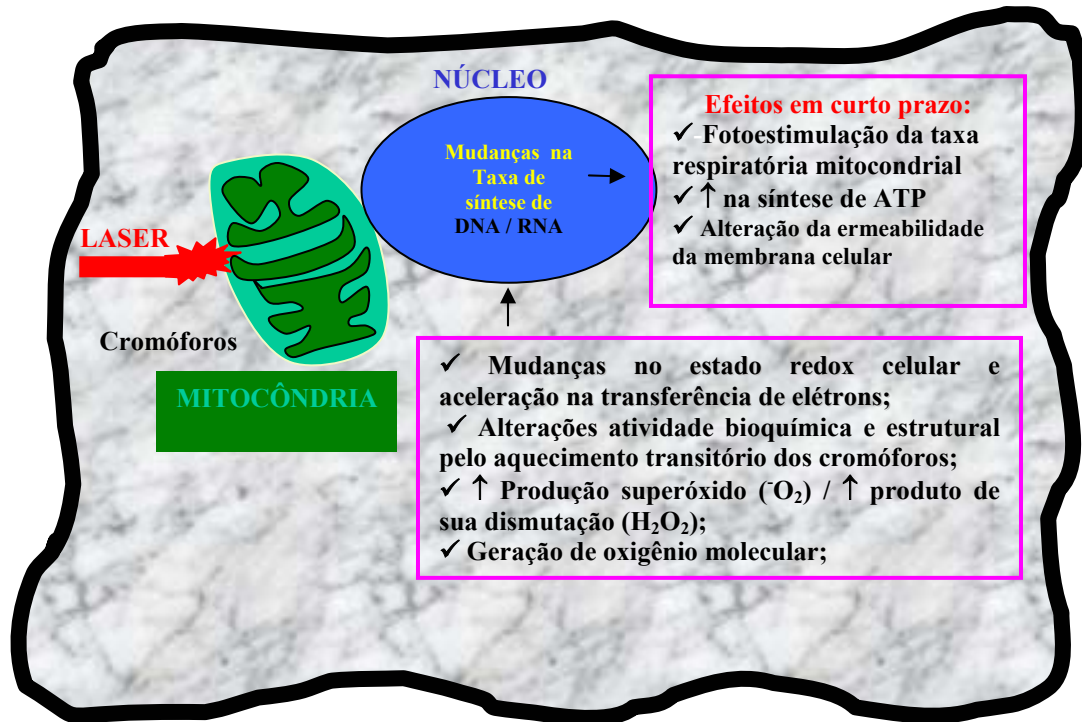 NÚCLEO
Mudanças na
Taxa de
síntese de
DNA / RNA
Efeitos em curto prazo:
✓ Fotoestimulação da taxa
respiratória mitocondrial
✓ ↑ na síntese de ATP
✓ Alteração da ermeabilidade
da membrana celular
LASER
Cromóforos
MITOCÔNDRIA
✓ Mudanças no estado redox celular e
aceleração na transferência de elétrons;
✓ Alterações atividade bioquímica e estrutural
pelo aquecimento transitório dos cromóforos;
✓ ↑ Produção superóxido (⁻O₂) / ↑ produto de
sua dismutação (H₂O₂);
✓ Geração de oxigênio molecular;